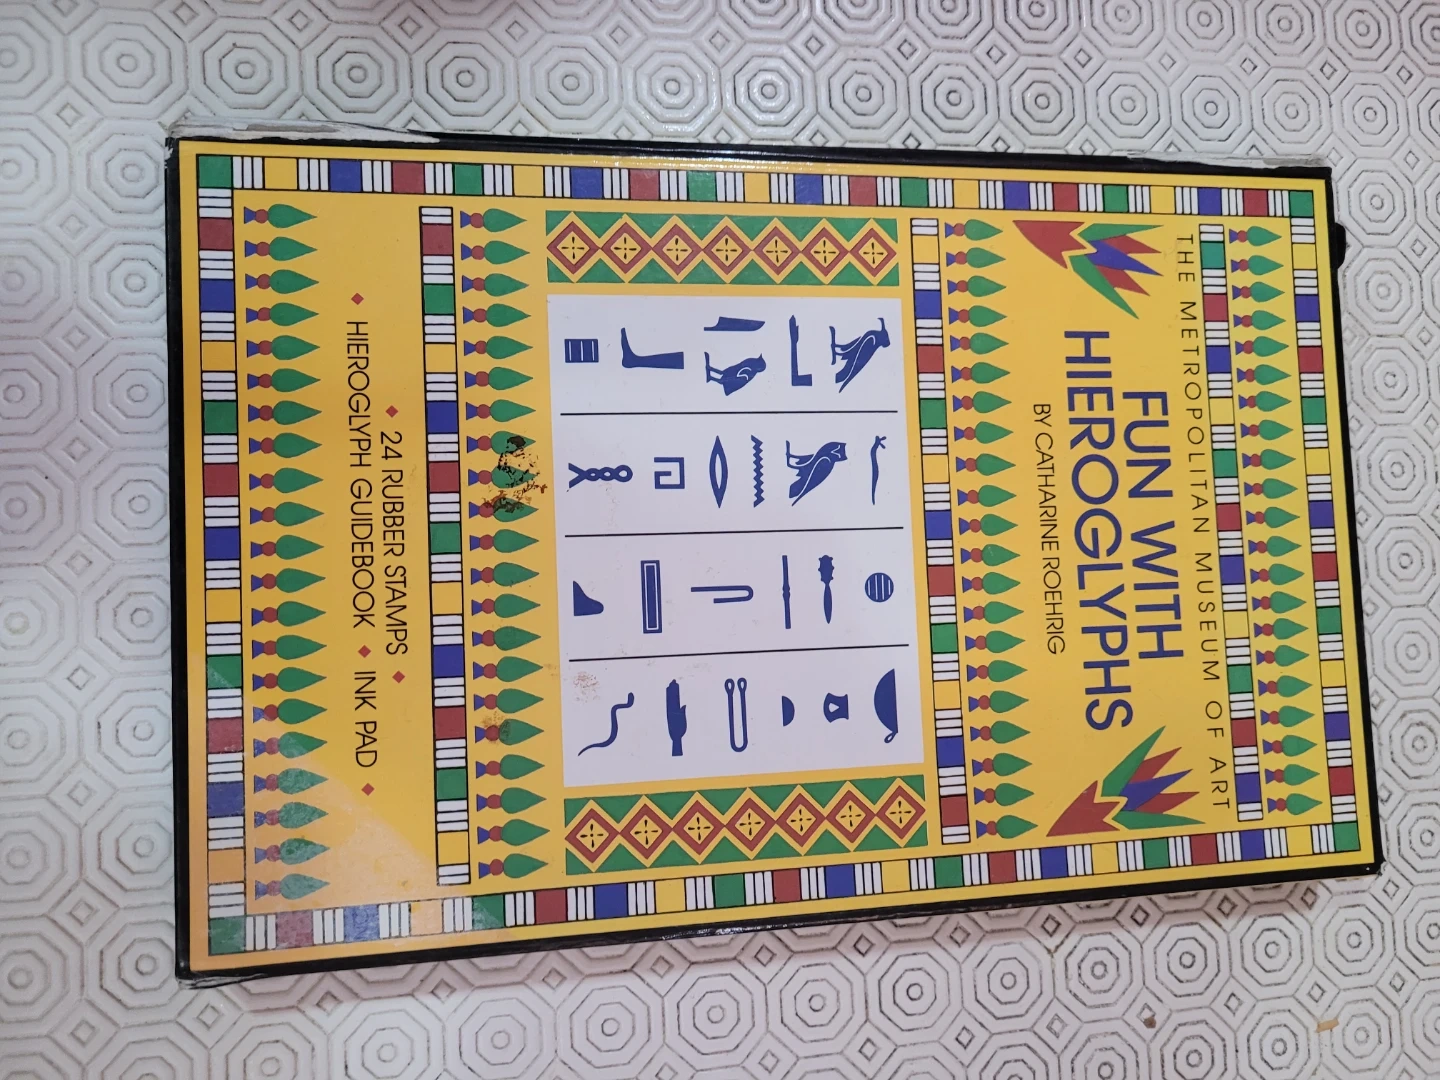 THE METROPOLITAN MUSEUM OF ART
FUN WITH
HIEROGLYPHS
BY CATHARINE ROEHRIG
◆ 24 RUBBER STAMPS ◆
◆ HIEROGLYPH GUIDEBOOK ◆ INK PAD ◆